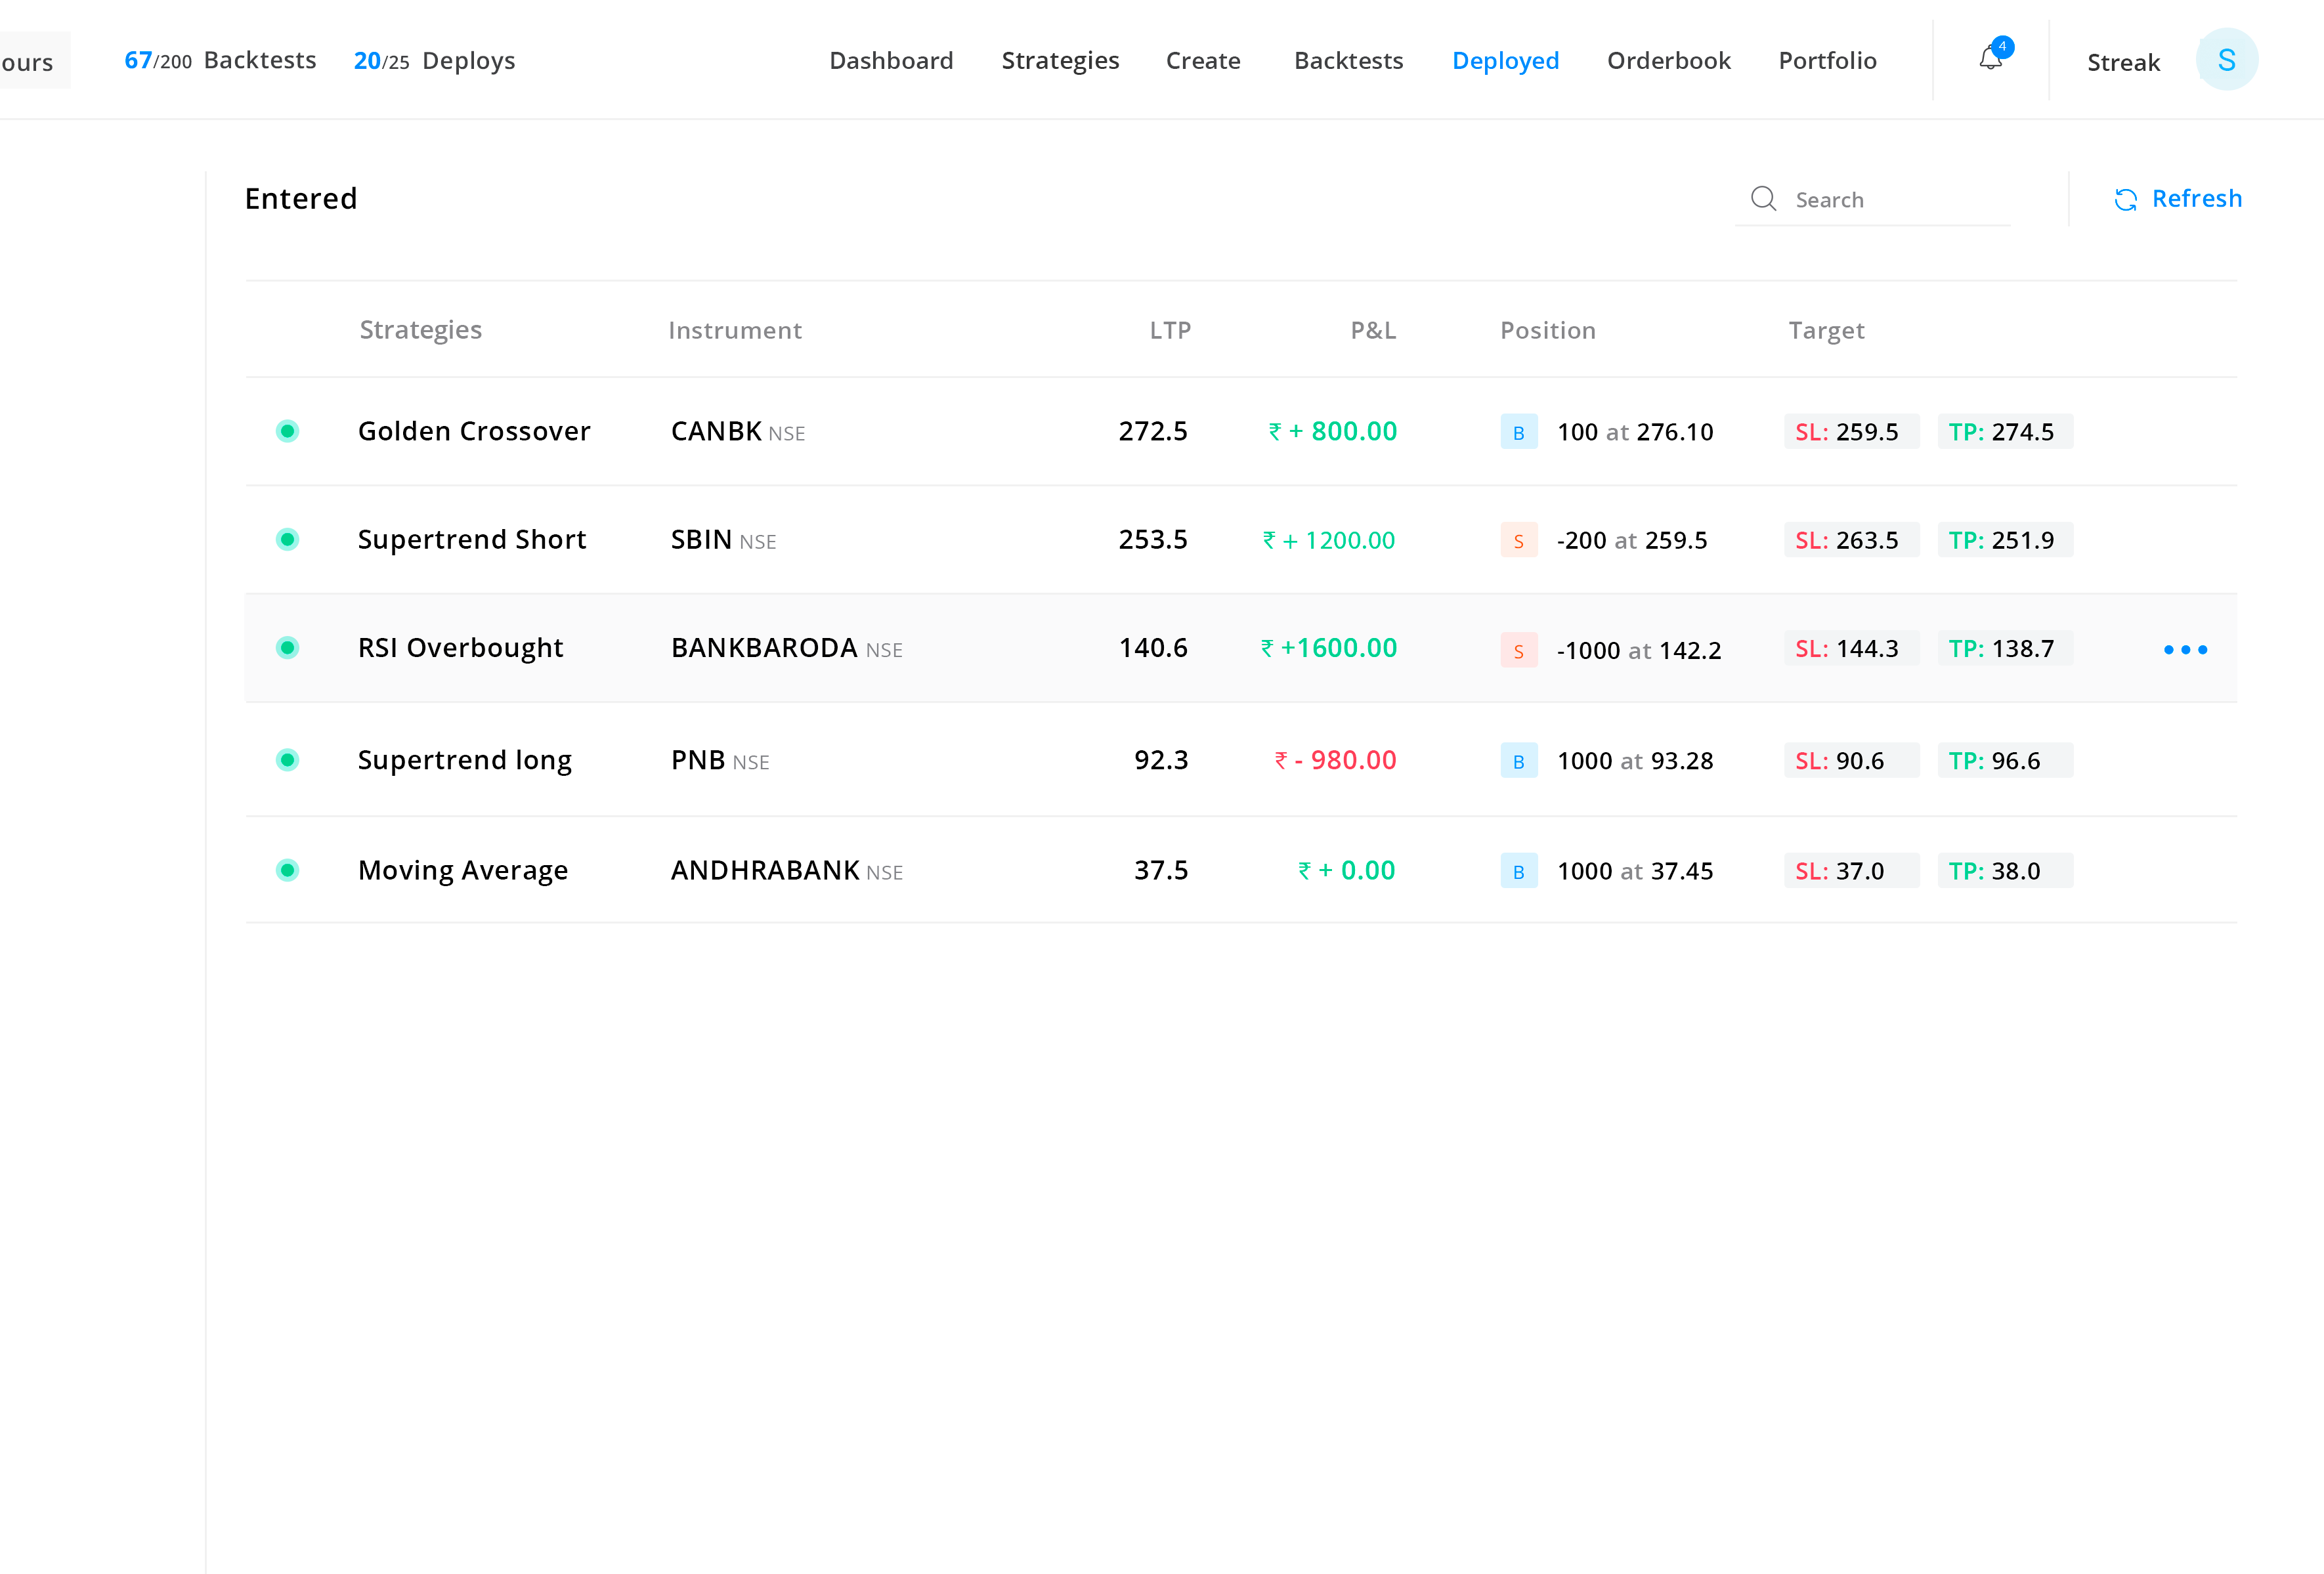 ours 67/200 Backtests 20/25 Deploys Dashboard Strategies Create Backtests Deployed Orderbook Portfolio 4 Streak S
Entered Search Refresh
Strategies Instrument LTP P&L Position Target
Golden Crossover CANBK NSE 272.5 ₹ + 800.00 B 100 at 276.10 SL: 259.5 TP: 274.5
Supertrend Short SBIN NSE 253.5 ₹ + 1200.00 S -200 at 259.5 SL: 263.5 TP: 251.9
RSI Overbought BANKBARODA NSE 140.6 ₹ +1600.00 S -1000 at 142.2 SL: 144.3 TP: 138.7
Supertrend long PNB NSE 92.3 ₹ - 980.00 B 1000 at 93.28 SL: 90.6 TP: 96.6
Moving Average ANDHRABANK NSE 37.5 ₹ + 0.00 B 1000 at 37.45 SL: 37.0 TP: 38.0